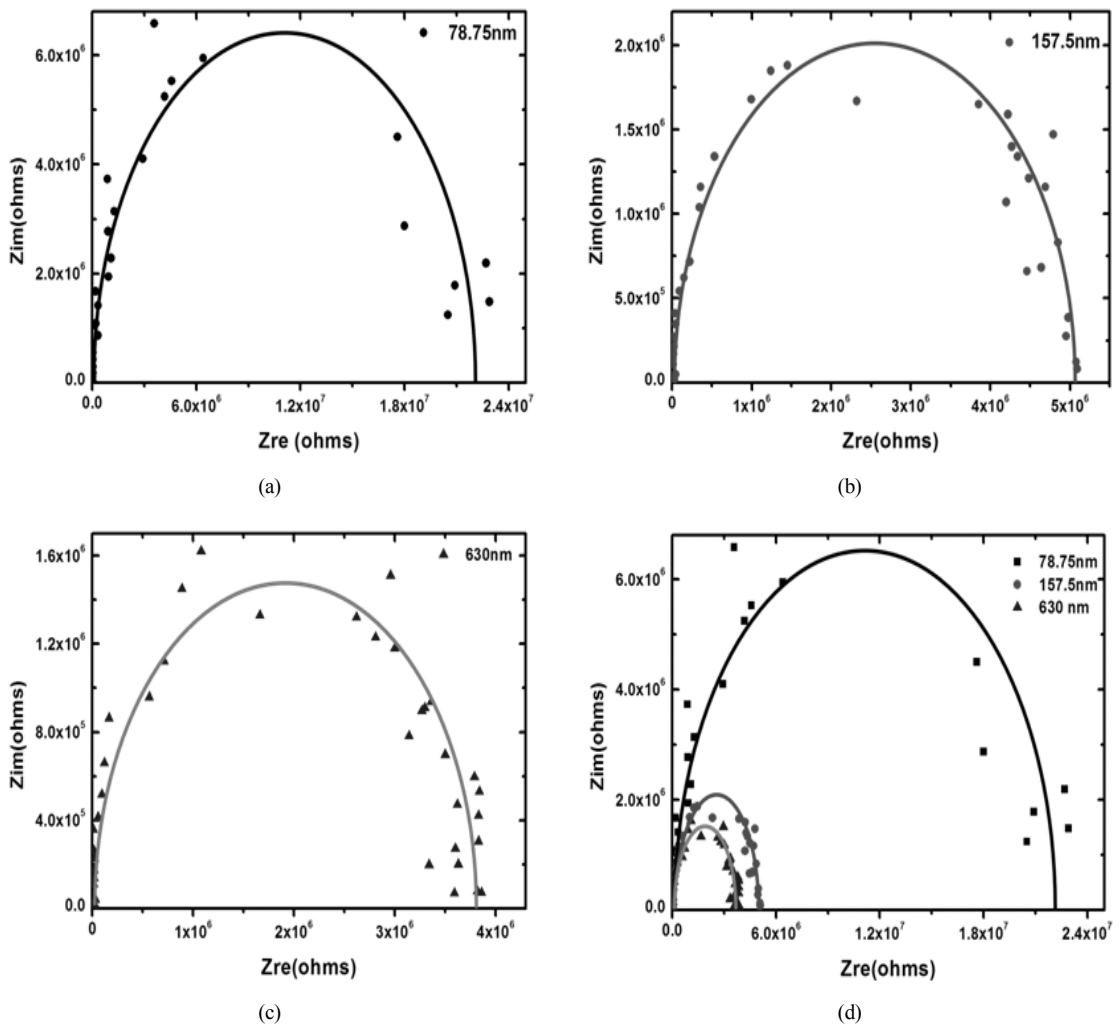 78.75nm
6.0x10⁶
4.0x10⁶
2.0x10⁶
0.0
Zim(ohms)
0.0 6.0x10⁶ 1.2x10⁷ 1.8x10⁷ 2.4x10⁷
Zre (ohms)
(a)
157.5nm
2.0x10⁶
1.5x10⁶
1.0x10⁶
5.0x10⁵
0.0
Zim(ohms)
0 1x10⁶ 2x10⁶ 3x10⁶ 4x10⁶ 5x10⁶
Zre(ohms)
(b)
630nm
1.6x10⁶
1.2x10⁶
8.0x10⁵
4.0x10⁵
0.0
Zim(ohms)
0 1x10⁶ 2x10⁶ 3x10⁶ 4x10⁶
Zre(ohms)
(c)
78.75nm
157.5nm
630 nm
6.0x10⁶
4.0x10⁶
2.0x10⁶
0.0
Zim(ohms)
0.0 6.0x10⁶ 1.2x10⁷ 1.8x10⁷ 2.4x10⁷
Zre(ohms)
(d)